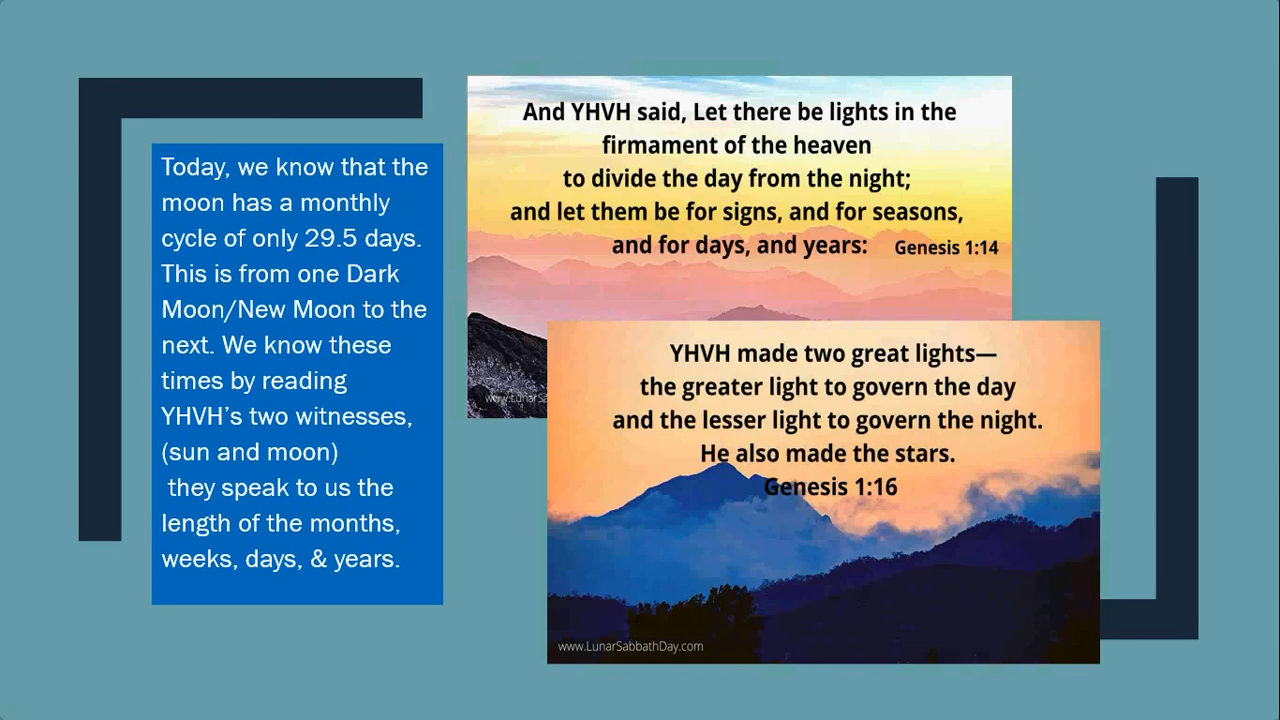 Today, we know that the
moon has a monthly
cycle of only 29.5 days.
This is from one Dark
Moon/New Moon to the
next. We know these
times by reading
YHVH's two witnesses,
(sun and moon)
they speak to us the
length of the months,
weeks, days, & years.
And YHVH said, Let there be lights in the
firmament of the heaven
to divide the day from the night;
and let them be for signs, and for seasons,
and for days, and years: Genesis 1:14
YHVH made two great lights—
the greater light to govern the day
and the lesser light to govern the night.
He also made the stars.
Genesis 1:16
www.LunarSabbathDay.com